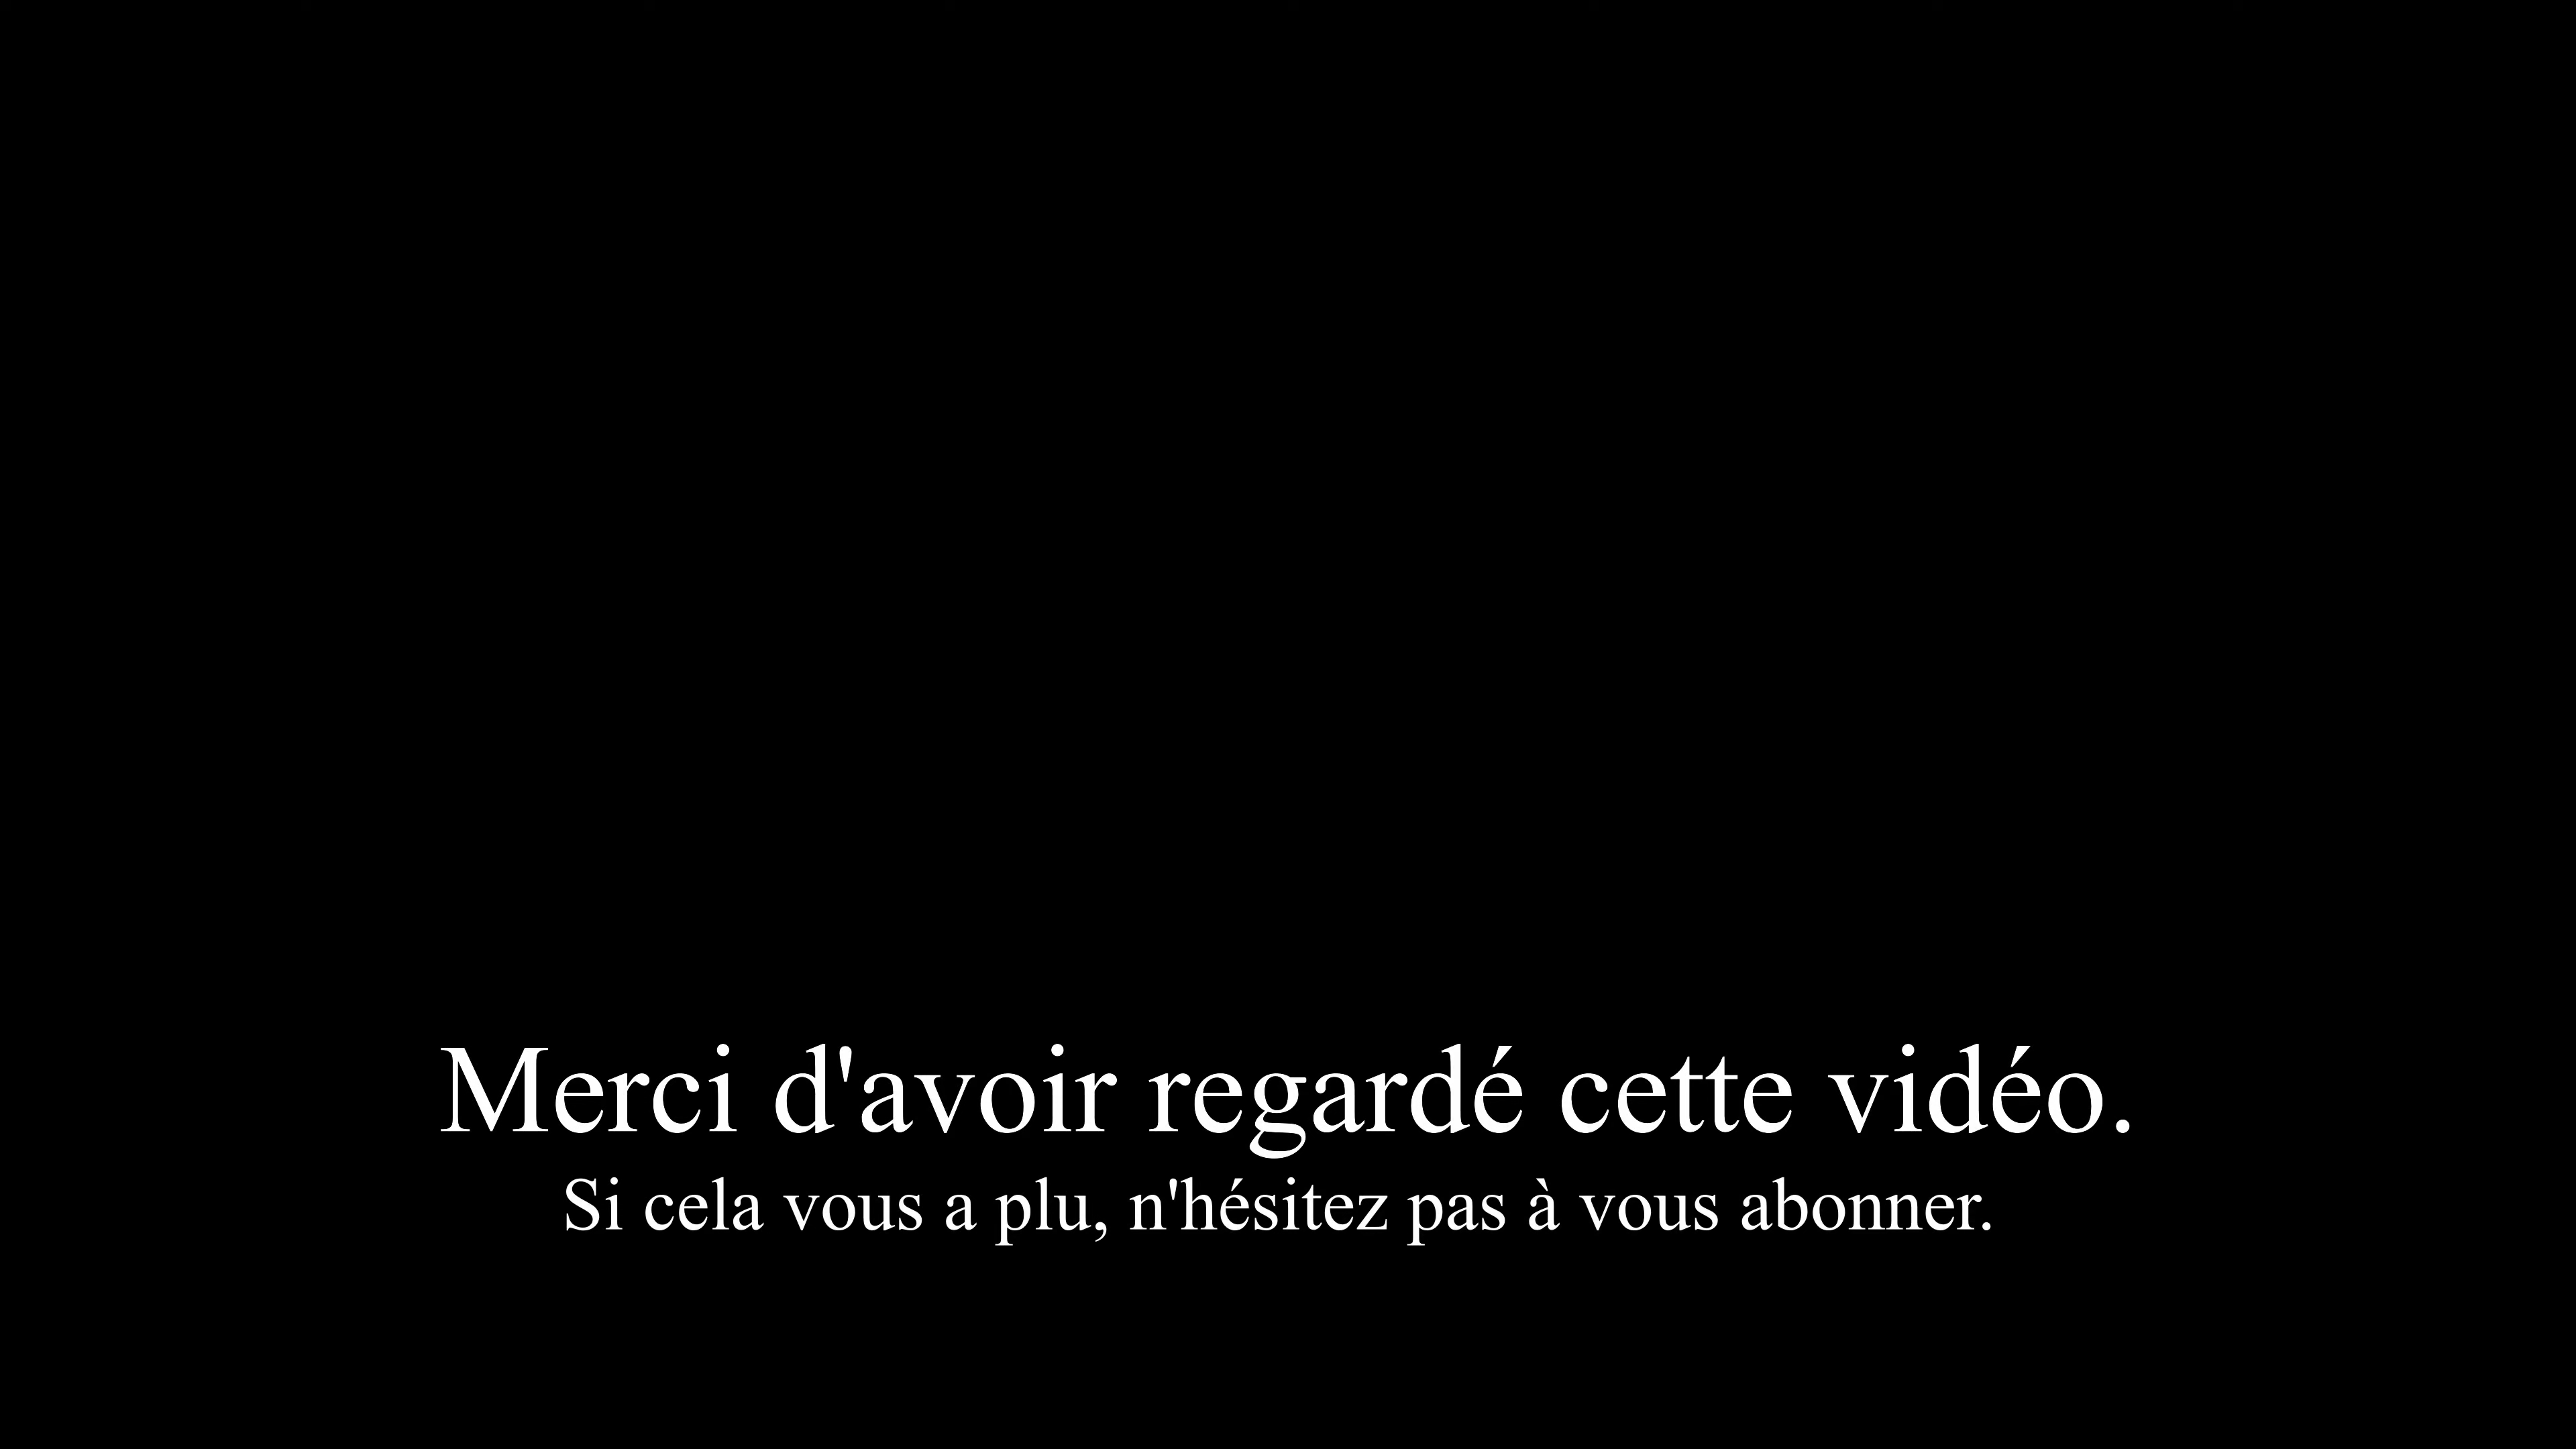 Merci d'avoir regardé cette vidéo.
Si cela vous a plu, n'hésitez pas à vous abonner.